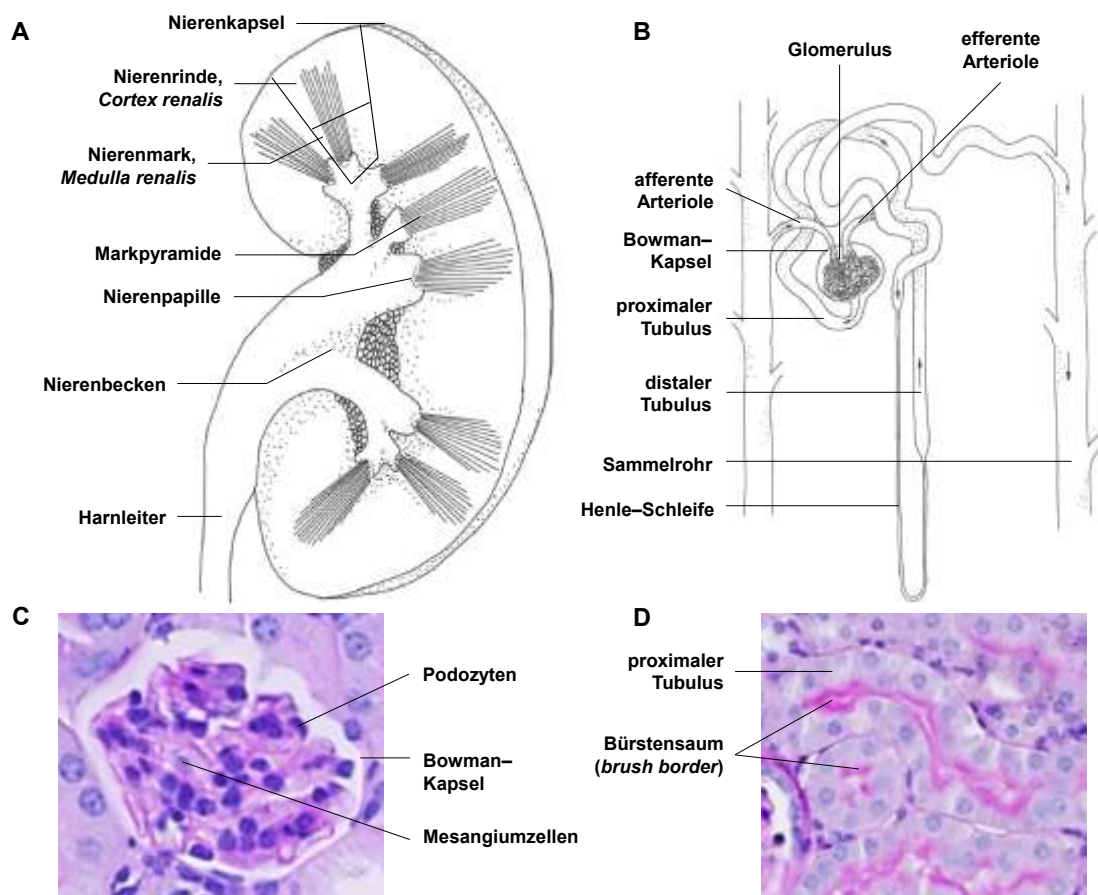 A
Nierenkapsel
Nierenrinde,
Cortex renalis
Nierenmark,
Medulla renalis
Markpyramide
Nierenpapille
Nierenbecken
Harnleiter
B
Glomerulus
efferente
Arteriole
afferente
Arteriole
Bowman–
Kapsel
proximaler
Tubulus
distaler
Tubulus
Sammelrohr
Henle–Schleife
C
Podozyten
Bowman–
Kapsel
Mesangiumzellen
D
proximaler
Tubulus
Bürstensaum
(brush border)